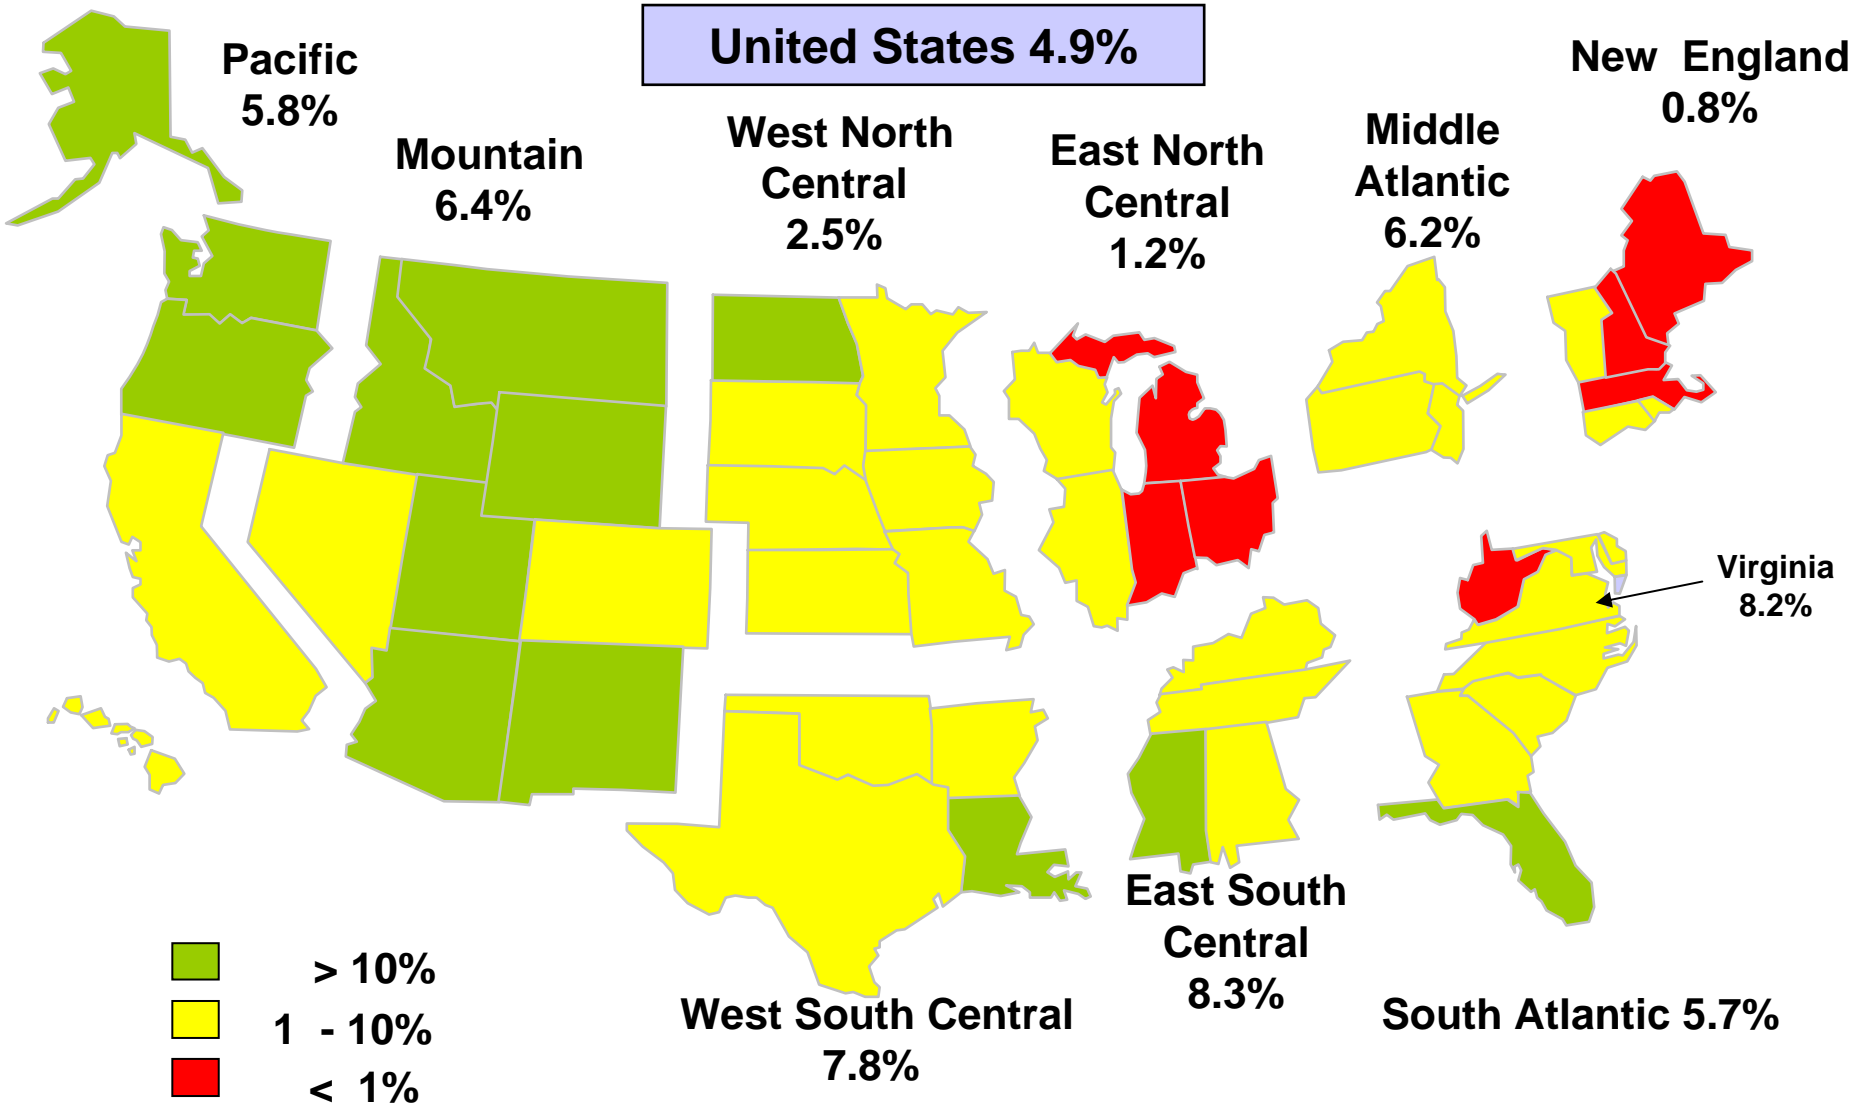 United States 4.9%
Pacific
5.8%
Mountain
6.4%
West North
Central
2.5%
East North
Central
1.2%
Middle
Atlantic
6.2%
New England
0.8%
Virginia
8.2%
East South
Central
8.3%
West South Central
7.8%
South Atlantic 5.7%
> 10%
1 - 10%
< 1%